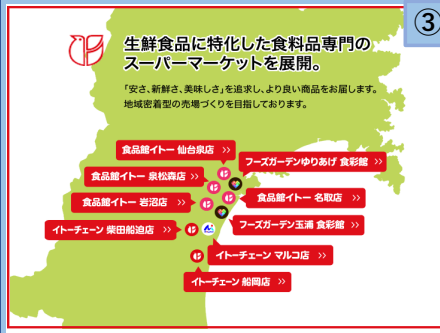 ③
生鮮食品に特化した食料品専門の
スーパーマーケットを展開。
「安さ、新鮮さ、美味しさ」を追求し、より良い商品をお届します。
地域密着型の売場づくりを目指しております。
食品館イトー 仙台泉店 >>
フーズガーデンゆりあげ 食彩館 >>
食品館イトー 泉松森店 >>
食品館イトー 岩沼店 >>
食品館イトー 名取店 >>
フーズガーデン玉浦 食彩館 >>
イトーチェーン 柴田船迫店 >>
イトーチェーン マルコ店 >>
イトーチェーン 船岡店 >>